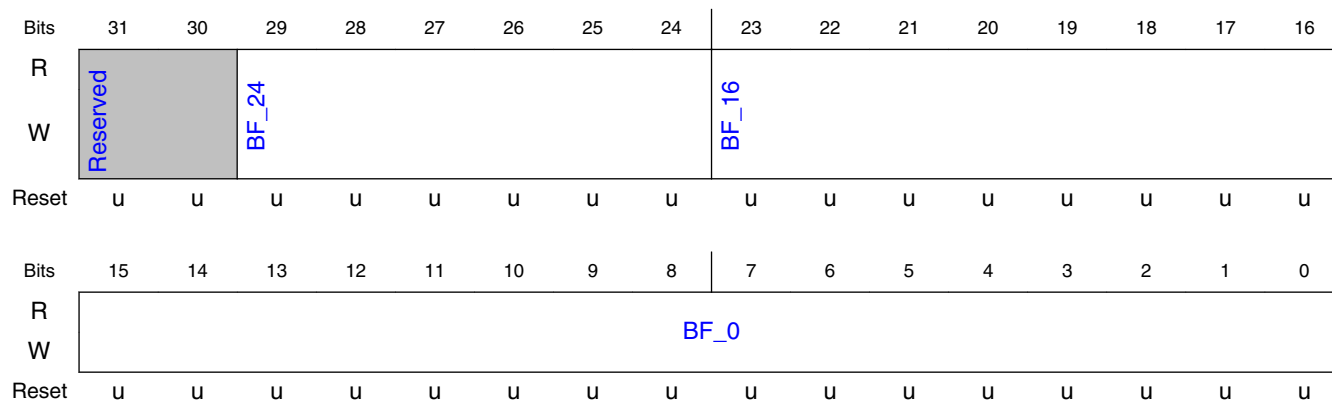 Bits 31 30 29 28 27 26 25 24 23 22 21 20 19 18 17 16
R
W
Reserved
BF_24
BF_16
Reset u u u u u u u u u u u u u u u u
Bits 15 14 13 12 11 10 9 8 7 6 5 4 3 2 1 0
R
BF_0
W
Reset u u u u u u u u u u u u u u u u